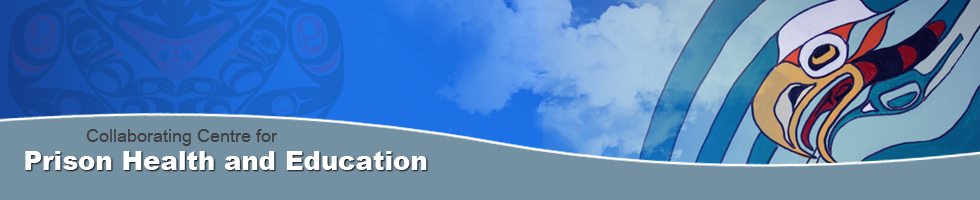 Collaborating Centre for
Prison Health and Education